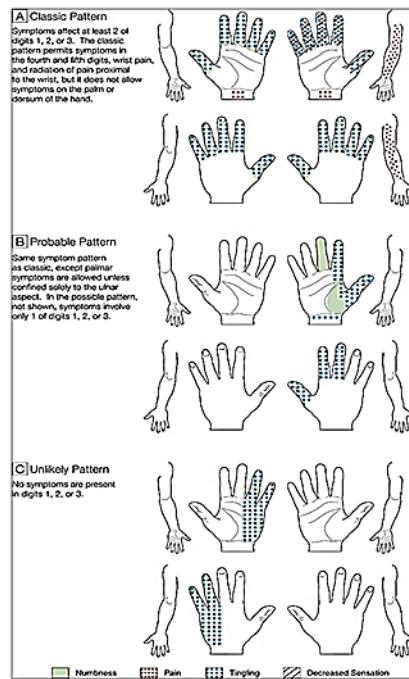 A Classic Pattern
Symptoms affect at least 2 of
digits 1, 2, or 3. The classic
pattern permits symptoms in
the fourth and fifth digits, wrist pain,
and radiation of pain proximal
to the wrist, but it does not allow
symptoms on the palm or
dorsum of the hand.
B Probable Pattern
Same symptom pattern
as classic, except palmar
symptoms are allowed unless
confined solely to the ulnar
aspect. In the possible pattern,
not shown, symptoms involve
only 1 of digits 1, 2, or 3.
C Unlikely Pattern
No symptoms are present
in digits 1, 2, or 3.
Numbness Pain Tingling Decreased Sensation